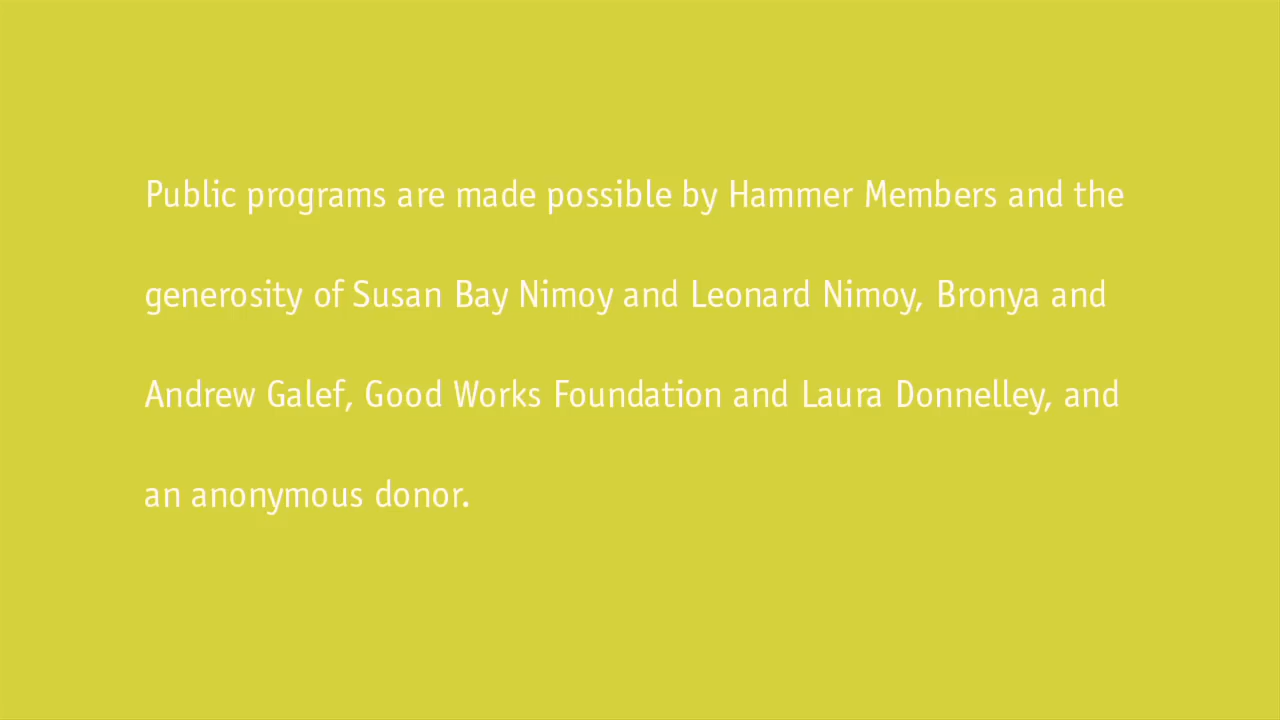 Public programs are made possible by Hammer Members and the
generosity of Susan Bay Nimoy and Leonard Nimoy, Bronya and
Andrew Galef, Good Works Foundation and Laura Donnelley, and
an anonymous donor.